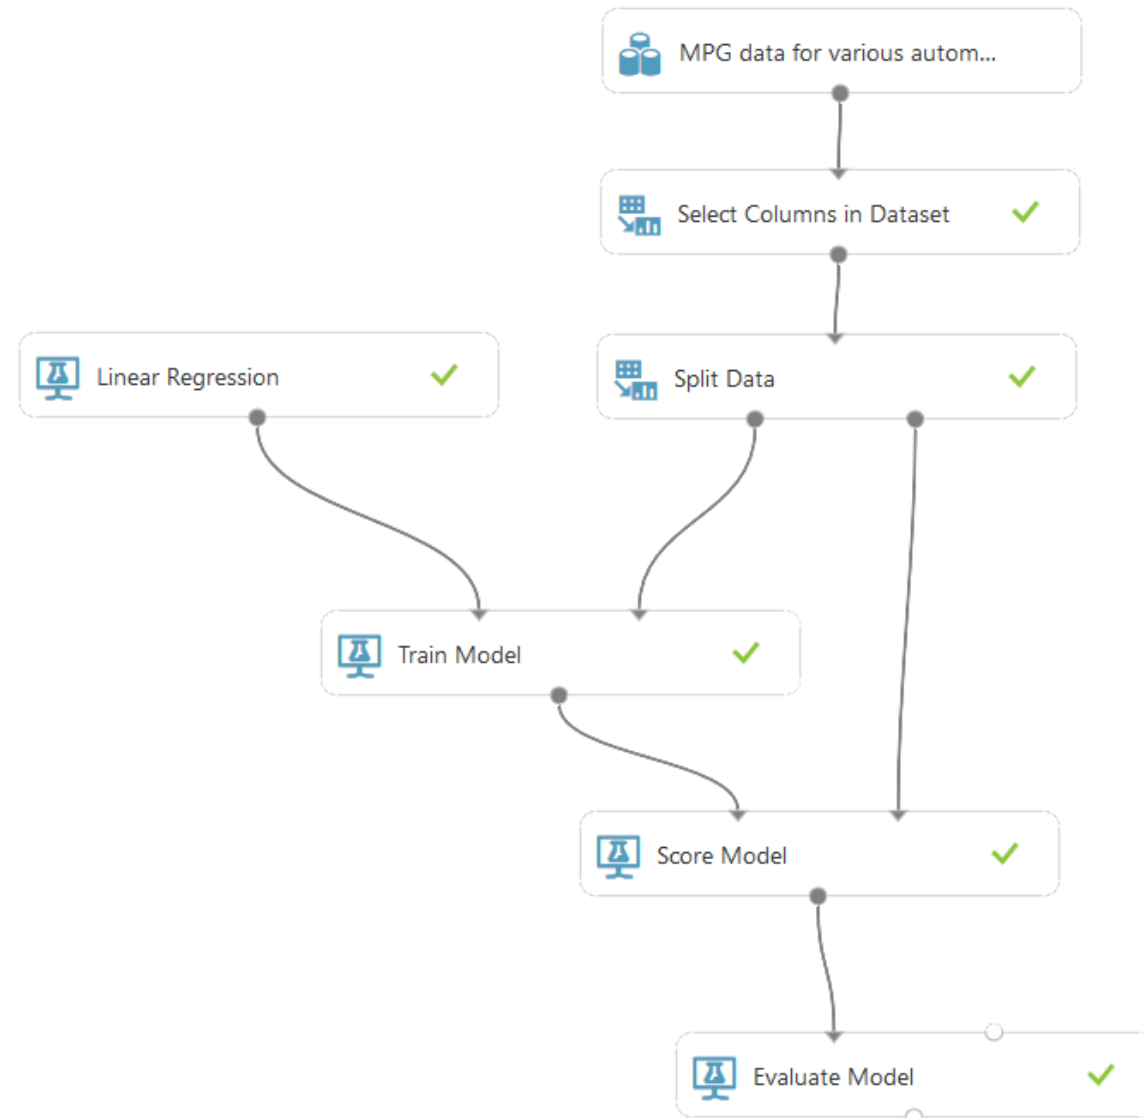 MPG data for various autom...
Select Columns in Dataset
Linear Regression
Split Data
Train Model
Score Model
Evaluate Model